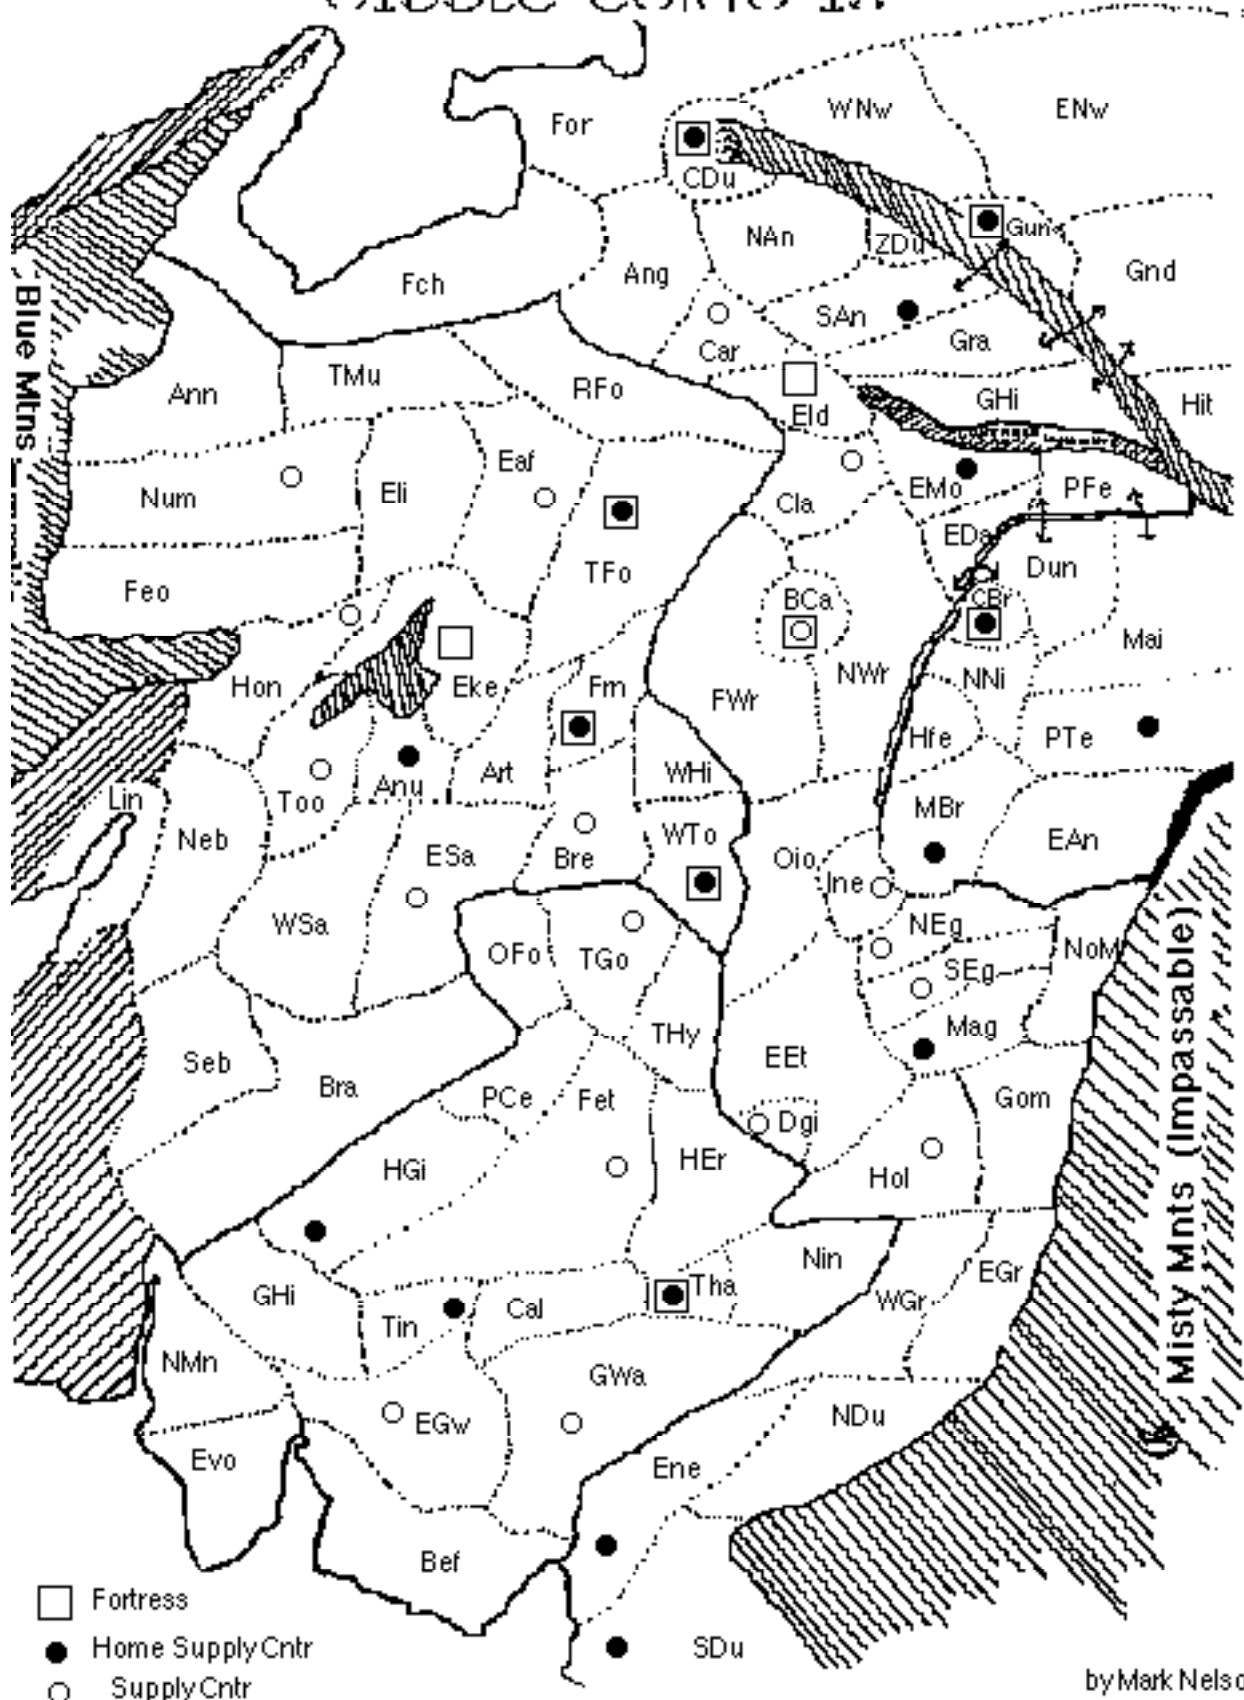 For
WNw
ENw
CDu
NAn
ZDu
Gun
Gnd
Fch
Ang
SAn
Gra
Car
Blue Mtns
Ann
TMu
RFo
Eld
GHi
Hit
Num
Eli
Eaf
Cla
EMo
PFe
EDa
Dun
Feo
TFo
BCa
CBr
Mai
Hon
Eke
Frn
FWr
NWr
NNi
Hfe
PTe
Too
Anu
Art
WHi
Lin
Neb
ESa
Bre
WTo
Oio
MBr
EAn
Ine
WSa
OFo
TGo
NEg
SEg
NoM
Mag
THy
EEt
Seb
Bra
PCe
Fet
Dgi
Gom
HGi
HEr
Hol
Misty Mnts (Impassable)
GHi
Tin
Cal
Tha
Nin
WGr
EGr
NMn
GWa
EGw
NDu
Evo
Ene
Bef
SDu
Fortress
Home Supply Cntr
Supply Cntr
by Mark Nelso